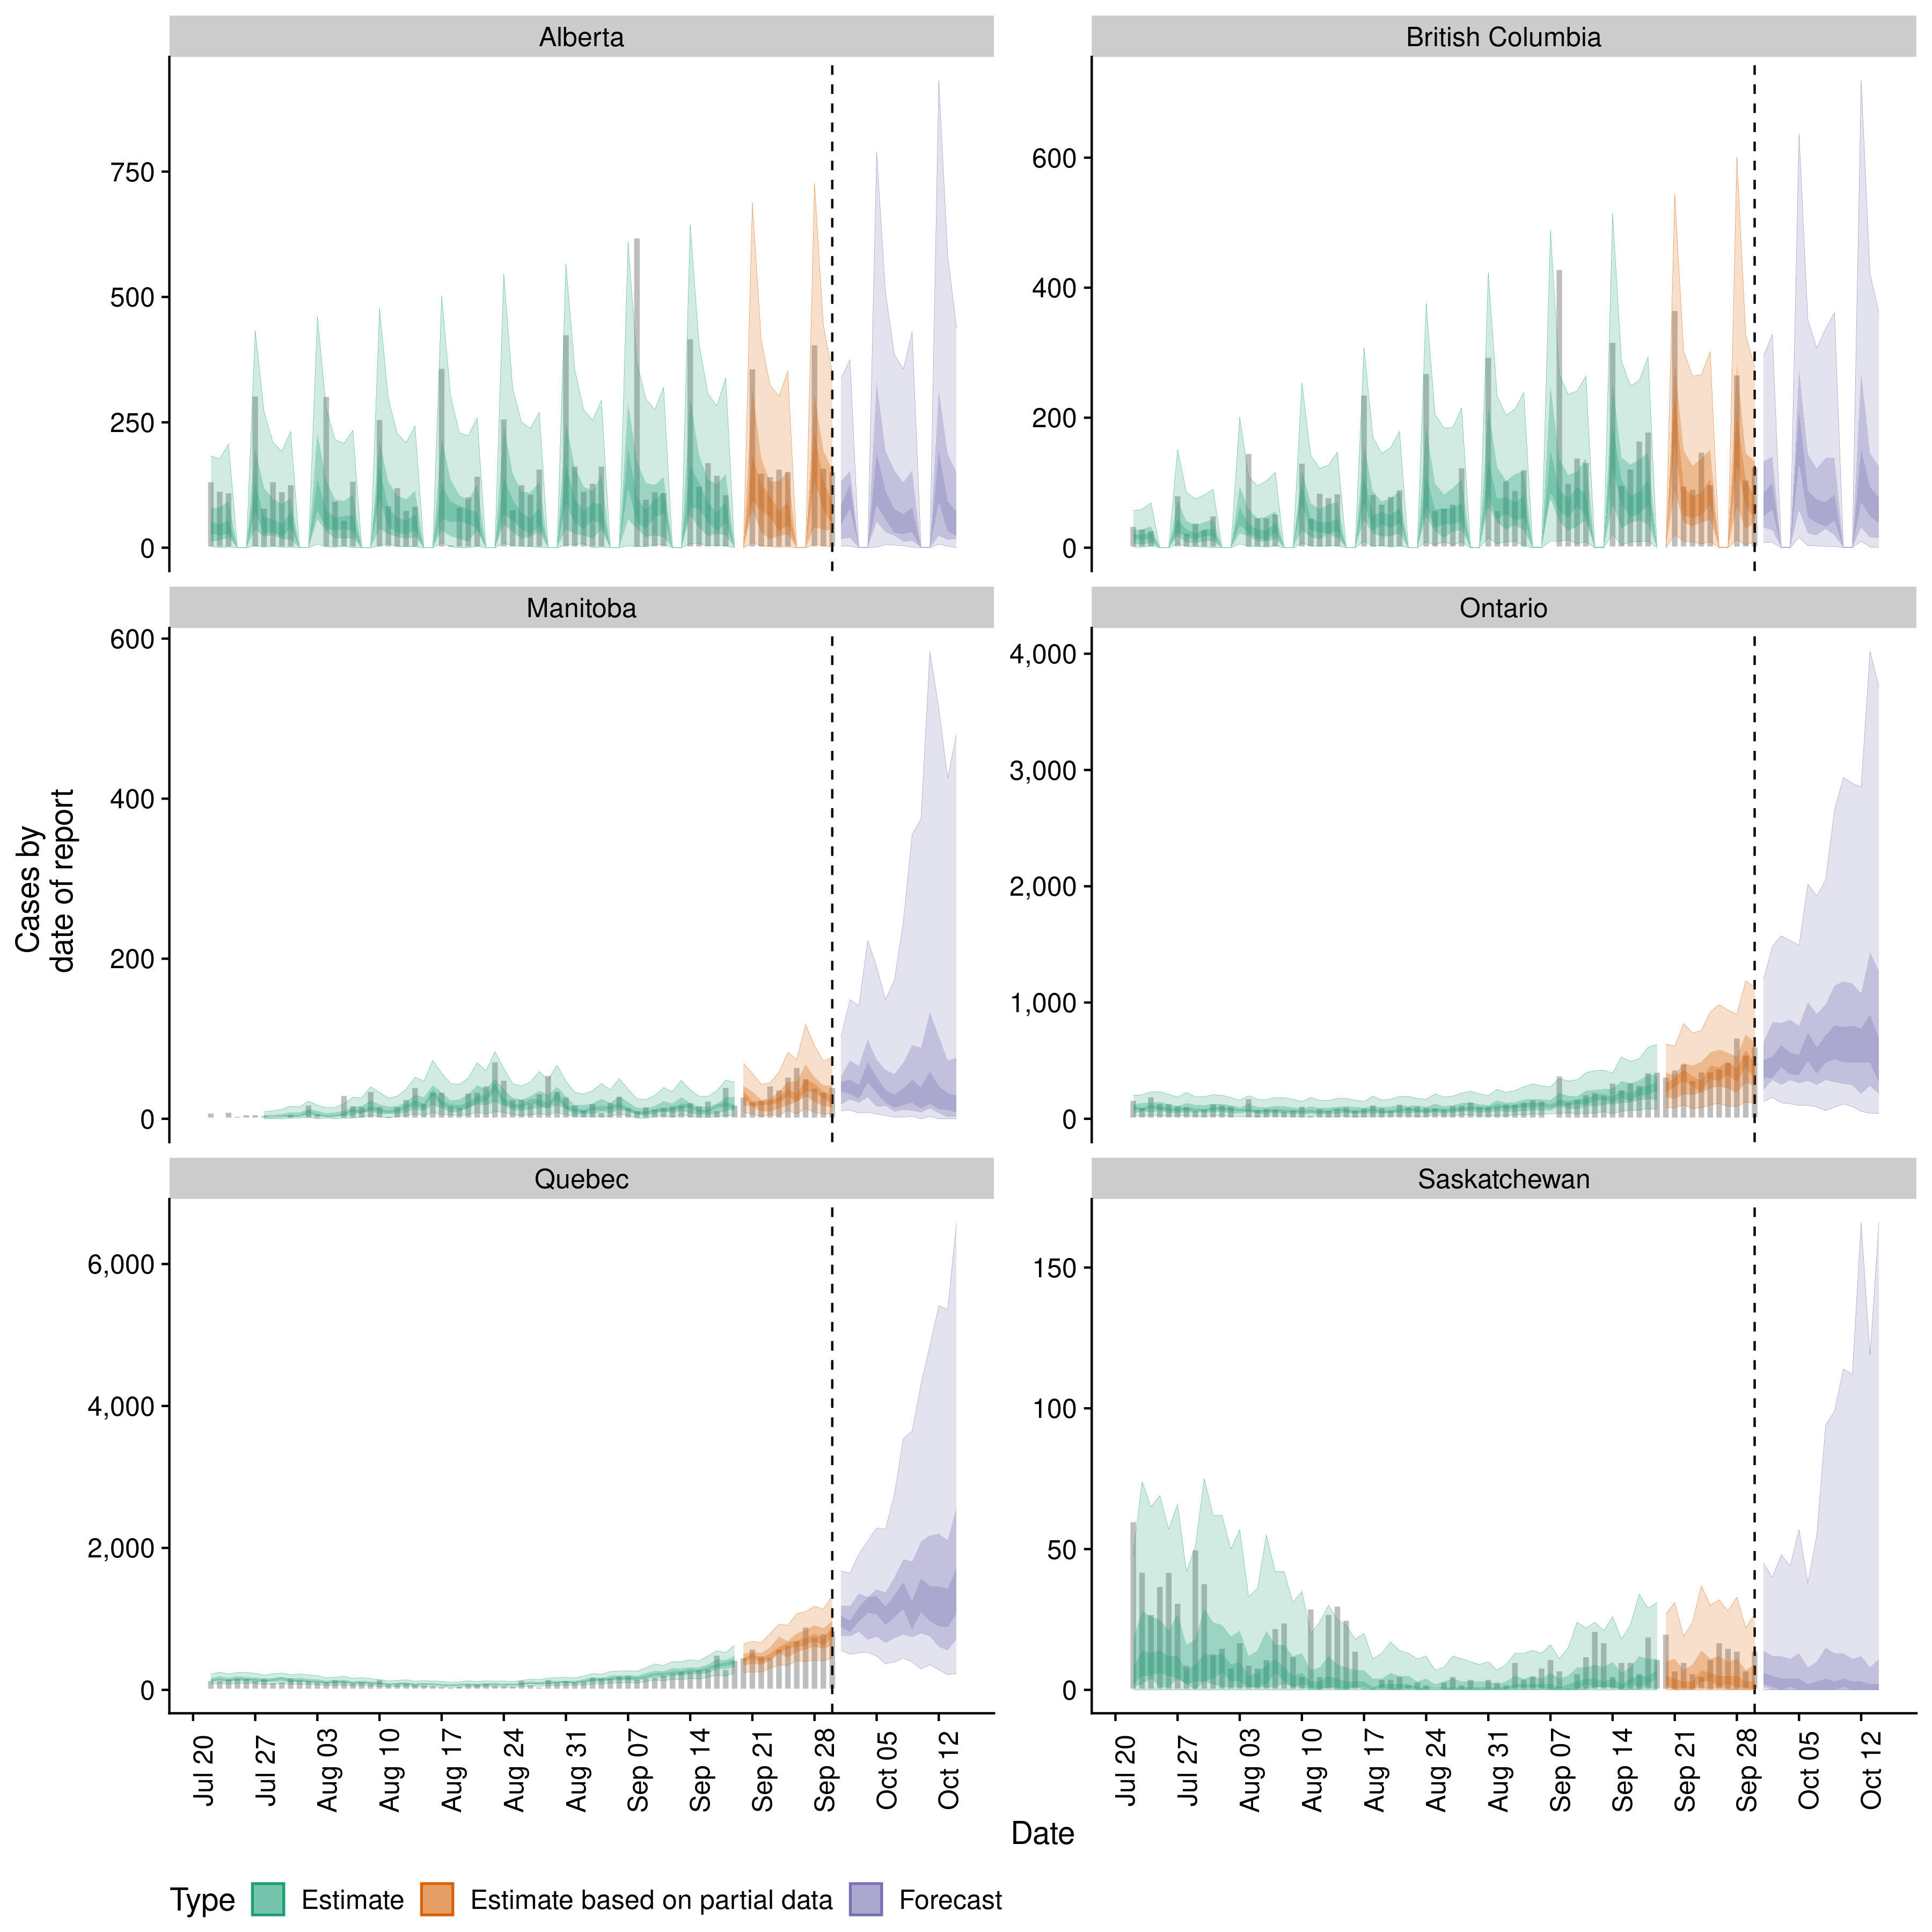 Alberta
British Columbia
750
500
250
0
600
400
200
0
Manitoba
Ontario
600
400
200
0
4,000
3,000
2,000
1,000
0
Cases by
date of report
Quebec
Saskatchewan
6,000
4,000
2,000
0
150
100
50
0
Jul 20
Jul 27
Aug 03
Aug 10
Aug 17
Aug 24
Aug 31
Sep 07
Sep 14
Sep 21
Sep 28
Oct 05
Oct 12
Jul 20
Jul 27
Aug 03
Aug 10
Aug 17
Aug 24
Aug 31
Sep 07
Sep 14
Sep 21
Sep 28
Oct 05
Oct 12
Date
Type Estimate Estimate based on partial data Forecast